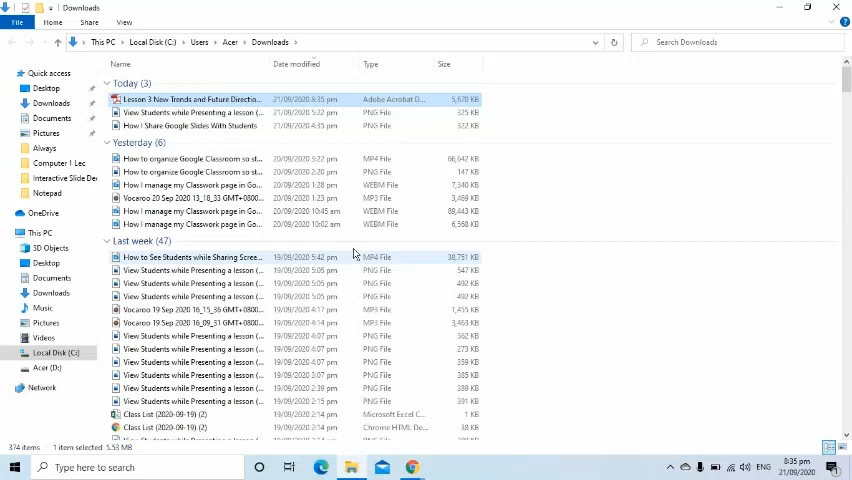 Downloads
File Home Share View
This PC Local Disk (C:) Users Acer Downloads Search Downloads
Name Date modified Type Size
Quick access
Desktop
Downloads
Documents
Pictures
Always
Computer 1 Lec
Interactive Slide De
Notepad
OneDrive
This PC
3D Objects
Desktop
Documents
Downloads
Music
Pictures
Videos
Local Disk (C:)
Acer (D:)
Network
Today (3)
Lesson 3 New Trends and Future Directio... 21/09/2020 8:35 pm Adobe Acrobat D... 5,670 KB
View Students while Presenting a lesson (... 21/09/2020 5:22 pm PNG File 325 KB
How I Share Google Slides With Students 21/09/2020 4:35 pm PNG File 322 KB
Yesterday (6)
How to organize Google Classroom so st... 20/09/2020 3:22 pm MP4 File 66,642 KB
How to organize Google Classroom so st... 20/09/2020 2:20 pm PNG File 147 KB
How I manage my Classwork page in Go... 20/09/2020 1:28 pm WEBM File 7,340 KB
Vocaroo 20 Sep 2020 13_18_33 GMT+0800... 20/09/2020 1:23 pm MP3 File 3,469 KB
How I manage my Classwork page in Go... 20/09/2020 10:45 am WEBM File 89,443 KB
How I manage my Classwork page in Go... 20/09/2020 10:02 am WEBM File 6,568 KB
Last week (47)
How to See Students while Sharing Scree... 19/09/2020 5:42 pm MP4 File 38,751 KB
View Students while Presenting a lesson (... 19/09/2020 5:05 pm PNG File 547 KB
View Students while Presenting a lesson (... 19/09/2020 5:05 pm PNG File 492 KB
View Students while Presenting a lesson (... 19/09/2020 5:05 pm PNG File 492 KB
Vocaroo 19 Sep 2020 16_15_36 GMT+0800... 19/09/2020 4:17 pm MP3 File 1,455 KB
Vocaroo 19 Sep 2020 16_09_31 GMT+0800... 19/09/2020 4:14 pm MP3 File 3,463 KB
View Students while Presenting a lesson (... 19/09/2020 4:07 pm PNG File 562 KB
View Students while Presenting a lesson (... 19/09/2020 4:07 pm PNG File 273 KB
View Students while Presenting a lesson (... 19/09/2020 4:07 pm PNG File 359 KB
View Students while Presenting a lesson (... 19/09/2020 3:07 pm PNG File 385 KB
View Students while Presenting a lesson (... 19/09/2020 2:39 pm PNG File 389 KB
View Students while Presenting a lesson (... 19/09/2020 2:14 pm PNG File 391 KB
Class List (2020-09-19) (2) 19/09/2020 2:14 pm Microsoft Excel C... 1 KB
Class List (2020-09-19) (2) 19/09/2020 2:14 pm Chrome HTML Do... 38 KB
374 items 1 item selected 5.53 MB
Type here to search ENG 8:35 pm
21/09/2020